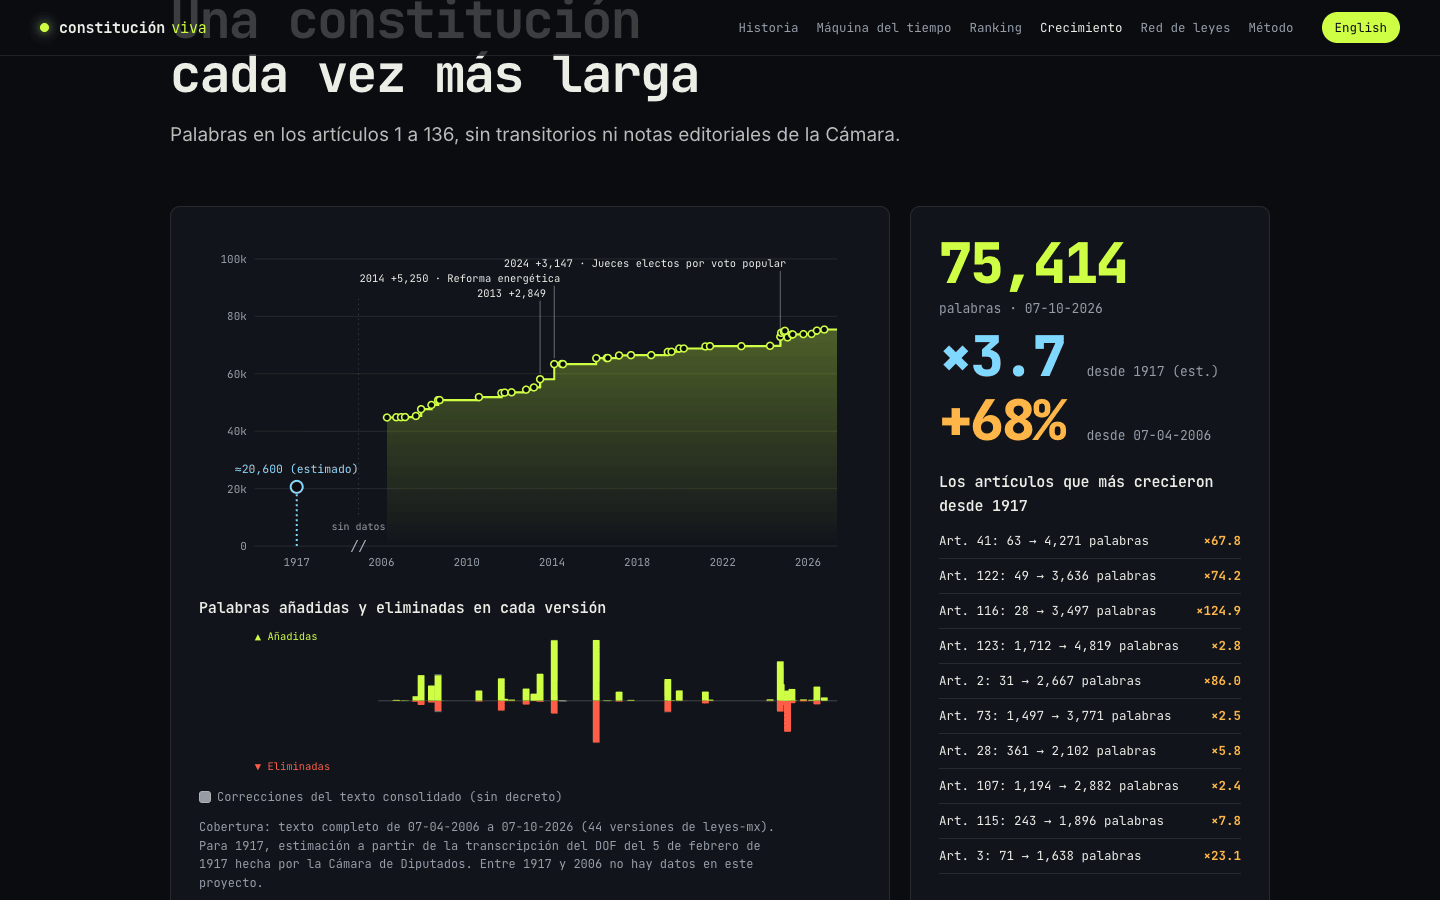 constitución viva
Historia Máquina del tiempo Ranking Crecimiento Red de leyes Método English
Una constitución
cada vez más larga
Palabras en los artículos 1 a 136, sin transitorios ni notas editoriales de la Cámara.
100k
80k
60k
40k
20k
0
2024 +3,147 · Jueces electos por voto popular
2014 +5,250 · Reforma energética
2013 +2,849
≈20,600 (estimado)
sin datos
//
1917 2006 2010 2014 2018 2022 2026
Palabras añadidas y eliminadas en cada versión
▲ Añadidas
▼ Eliminadas
Correcciones del texto consolidado (sin decreto)
Cobertura: texto completo de 07-04-2006 a 07-10-2026 (44 versiones de leyes-mx).
Para 1917, estimación a partir de la transcripción del DOF del 5 de febrero de
1917 hecha por la Cámara de Diputados. Entre 1917 y 2006 no hay datos en este
proyecto.
75,414
palabras · 07-10-2026
×3.7 desde 1917 (est.)
+68% desde 07-04-2006
Los artículos que más crecieron
desde 1917
Art. 41: 63 → 4,271 palabras ×67.8
Art. 122: 49 → 3,636 palabras ×74.2
Art. 116: 28 → 3,497 palabras ×124.9
Art. 123: 1,712 → 4,819 palabras ×2.8
Art. 2: 31 → 2,667 palabras ×86.0
Art. 73: 1,497 → 3,771 palabras ×2.5
Art. 28: 361 → 2,102 palabras ×5.8
Art. 107: 1,194 → 2,882 palabras ×2.4
Art. 115: 243 → 1,896 palabras ×7.8
Art. 3: 71 → 1,638 palabras ×23.1